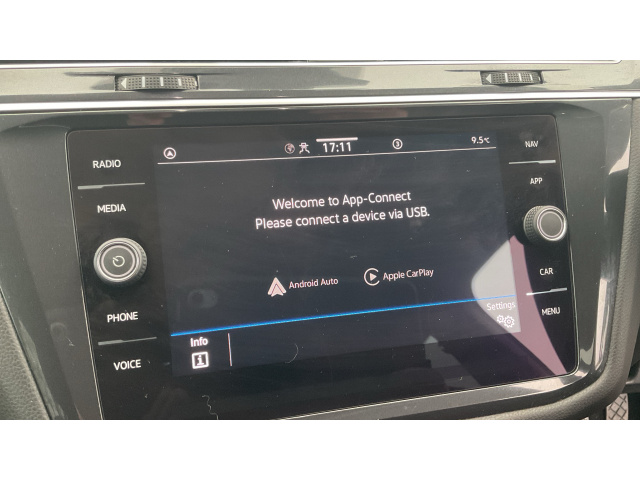 17:11
9.5°C
RADIO
MEDIA
PHONE
VOICE
NAV
APP
CAR
MENU
Welcome to App-Connect
Please connect a device via USB.
Android Auto
Apple CarPlay
Settings
Info
i